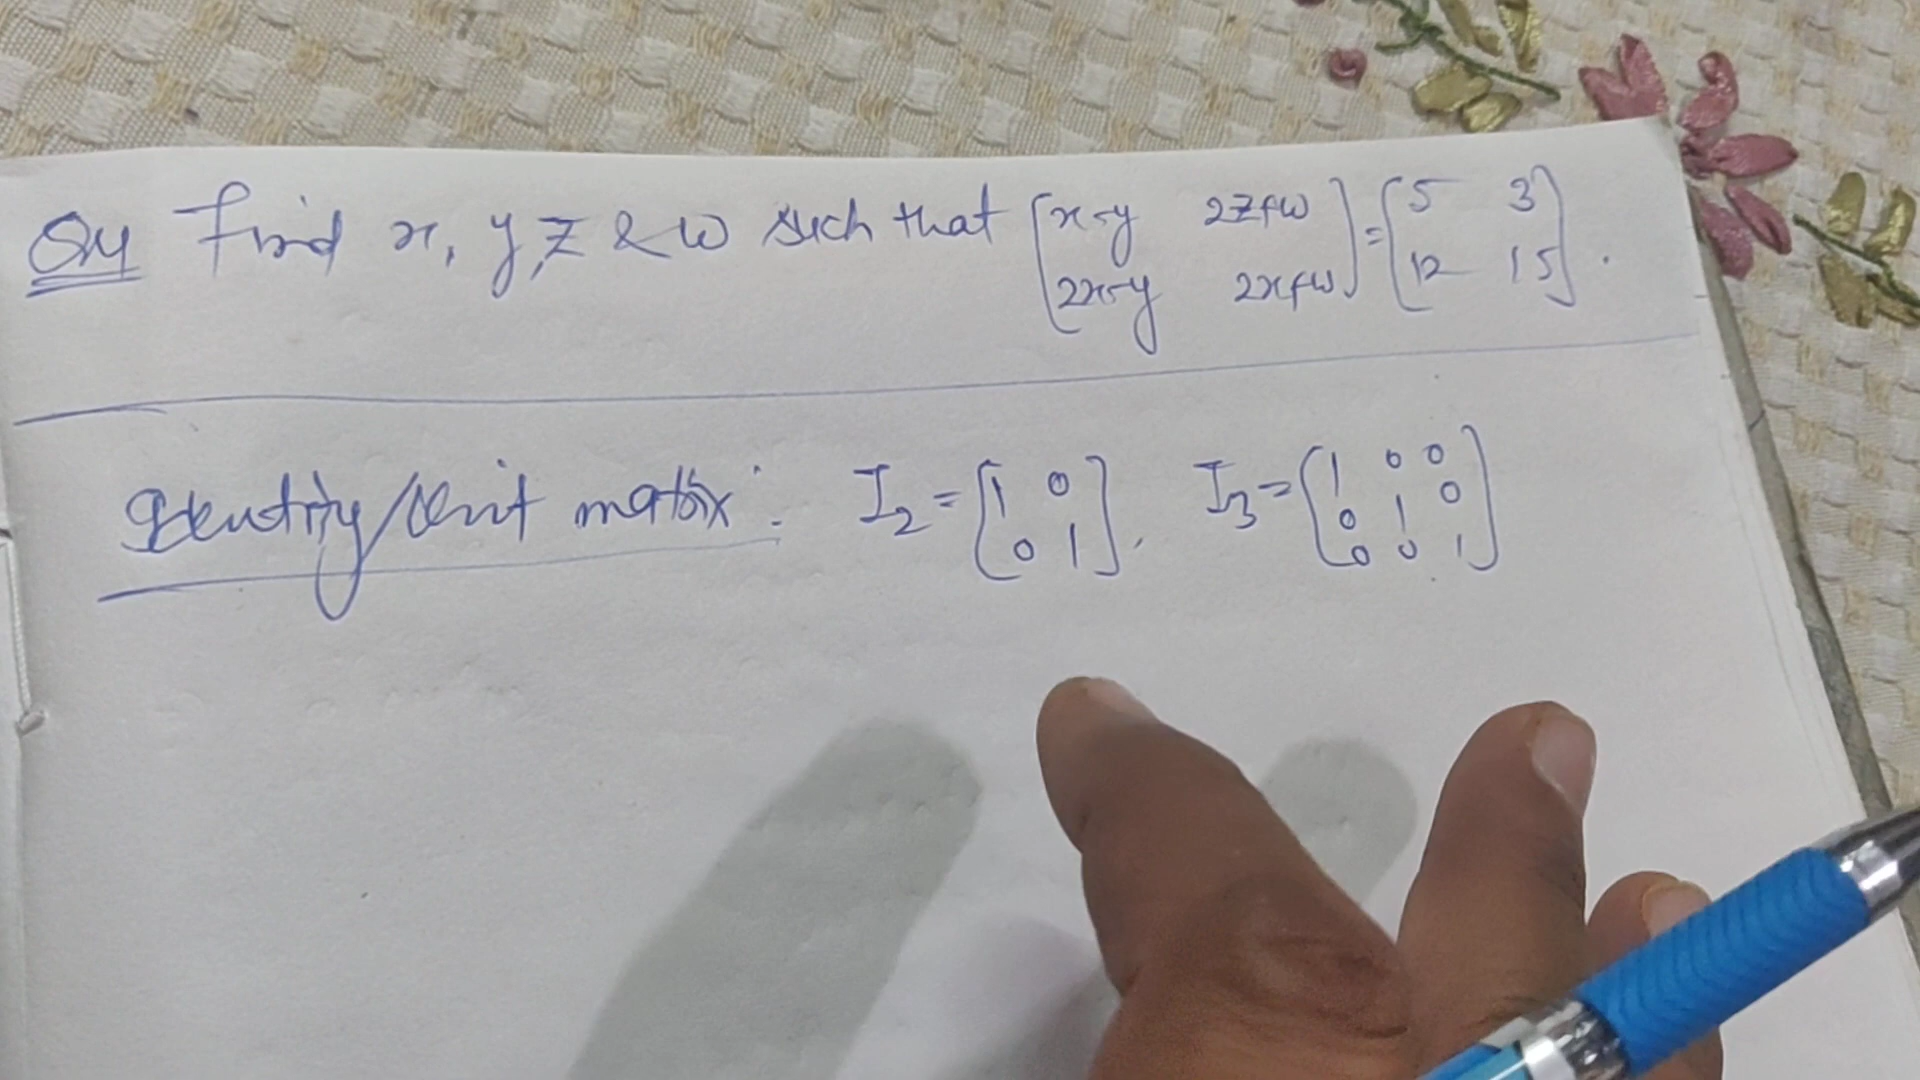 Q4 Find x, y, z & w such that [x-y 2z+w] = [5 3]
[2x-y 2x+w] [12 15].
Identity/Unit matrix: I2 = [1 0], I3 = [1 0 0]
[0 1] [0 1 0]
[0 0 1]